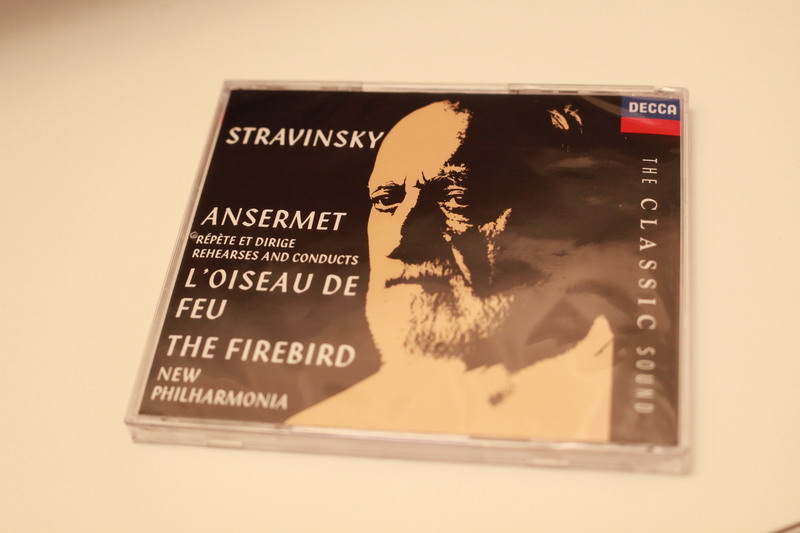 STRAVINSKY
DECCA
ANSERMET
RÉPÈTE ET DIRIGE
REHEARSES AND CONDUCTS
L'OISEAU DE
FEU
THE FIREBIRD
NEW
PHILHARMONIA
THE CLASSIC SOUND